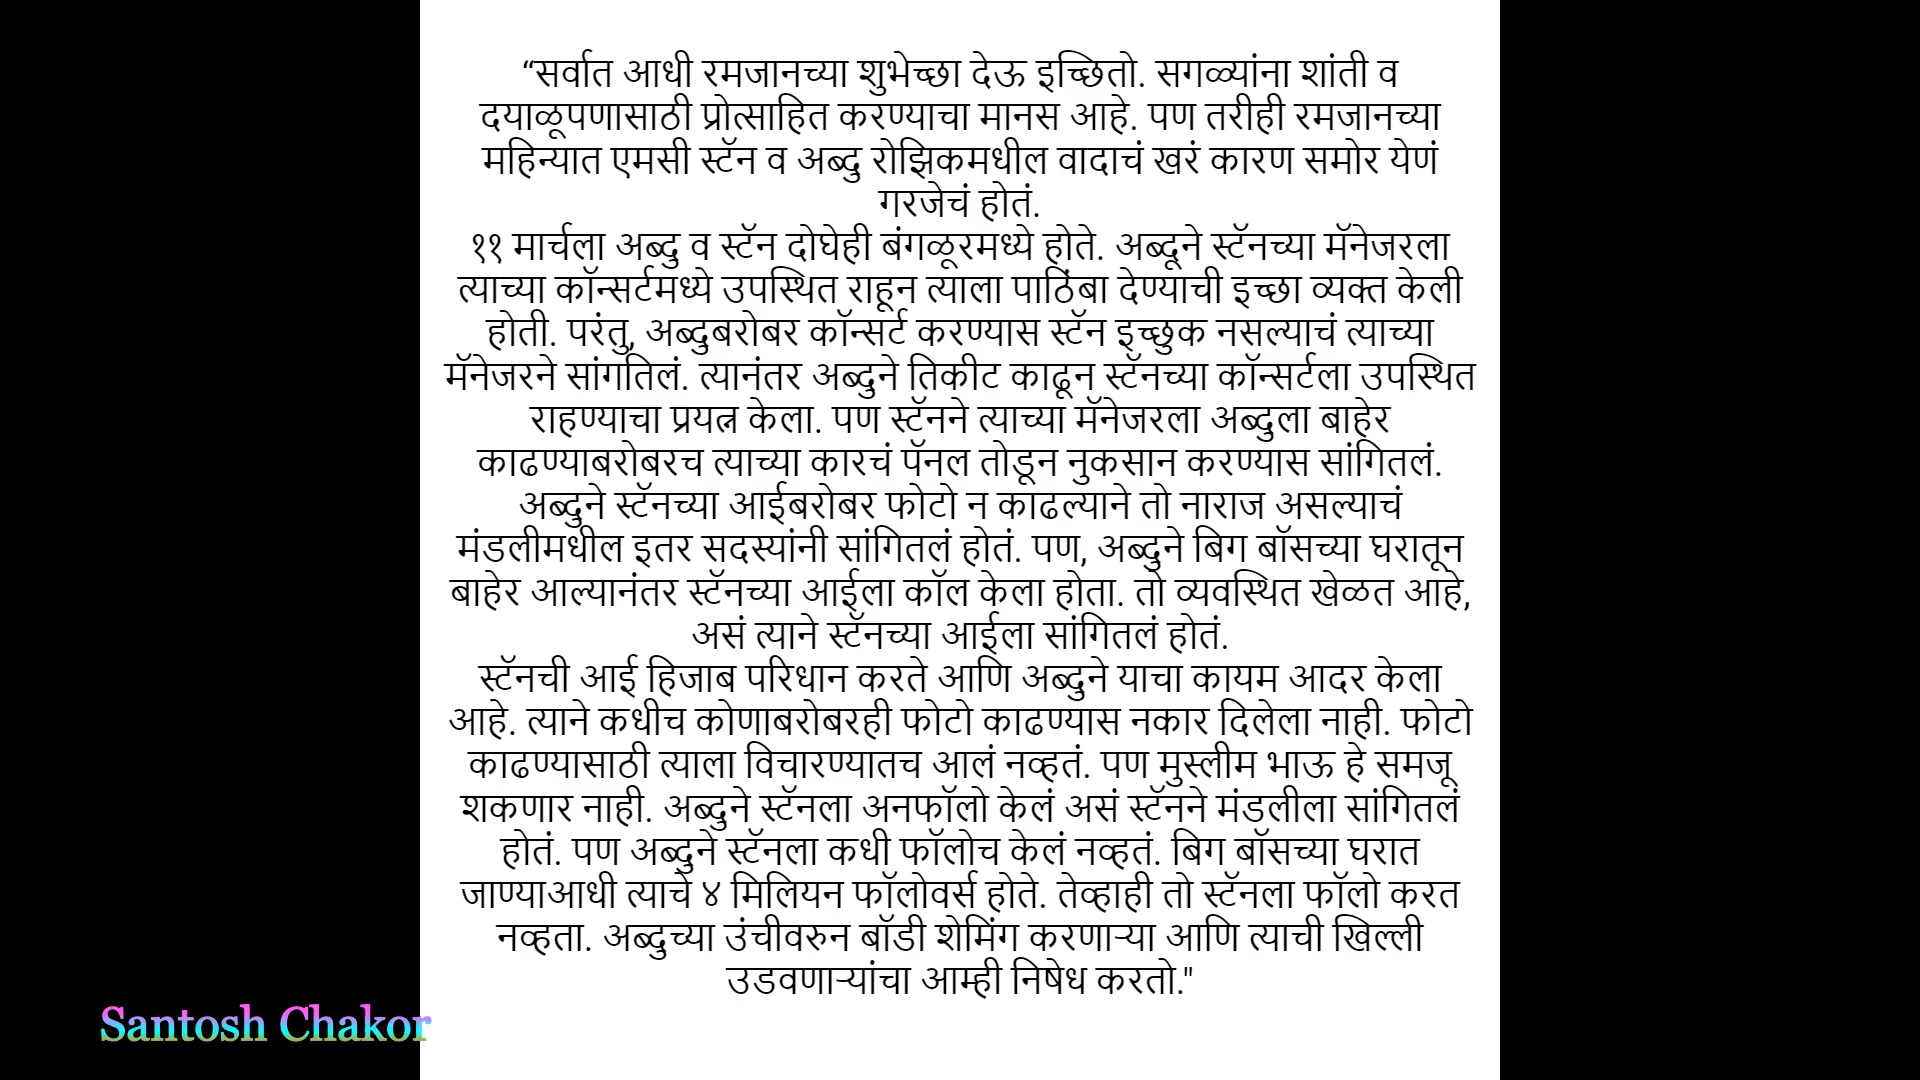 “सर्वात आधी रमजानच्या शुभेच्छा देऊ इच्छितो. सगळ्यांना शांती व
दयाळूपणासाठी प्रोत्साहित करण्याचा मानस आहे. पण तरीही रमजानच्या
महिन्यात एमसी स्टॅन व अब्दु रोझिकमधील वादाचं खरं कारण समोर येणं
गरजेचं होतं.
११ मार्चला अब्दु व स्टॅन दोघेही बंगळूरमध्ये होते. अब्दूने स्टॅनच्या मॅनेजरला
त्याच्या कॉन्सर्टमध्ये उपस्थित राहून त्याला पाठिंबा देण्याची इच्छा व्यक्त केली
होती. परंतु, अब्दुबरोबर कॉन्सर्ट करण्यास स्टॅन इच्छुक नसल्याचं त्याच्या
मॅनेजरने सांगतिलं. त्यानंतर अब्दुने तिकीट काढून स्टॅनच्या कॉन्सर्टला उपस्थित
राहण्याचा प्रयत्न केला. पण स्टॅनने त्याच्या मॅनेजरला अब्दुला बाहेर
काढण्याबरोबरच त्याच्या कारचं पॅनल तोडून नुकसान करण्यास सांगितलं.
अब्दुने स्टॅनच्या आईबरोबर फोटो न काढल्याने तो नाराज असल्याचं
मंडलीमधील इतर सदस्यांनी सांगितलं होतं. पण, अब्दुने बिग बॉसच्या घरातून
बाहेर आल्यानंतर स्टॅनच्या आईला कॉल केला होता. तो व्यवस्थित खेळत आहे,
असं त्याने स्टॅनच्या आईला सांगितलं होतं.
स्टॅनची आई हिजाब परिधान करते आणि अब्दुने याचा कायम आदर केला
आहे. त्याने कधीच कोणाबरोबरही फोटो काढण्यास नकार दिलेला नाही. फोटो
काढण्यासाठी त्याला विचारण्यातच आलं नव्हतं. पण मुस्लीम भाऊ हे समजू
शकणार नाही. अब्दुने स्टॅनला अनफॉलो केलं असं स्टॅनने मंडलीला सांगितलं
होतं. पण अब्दुने स्टॅनला कधी फॉलोच केलं नव्हतं. बिग बॉसच्या घरात
जाण्याआधी त्याचे ४ मिलियन फॉलोवर्स होते. तेव्हाही तो स्टॅनला फॉलो करत
नव्हता. अब्दुच्या उंचीवरुन बॉडी शेमिंग करणाऱ्या आणि त्याची खिल्ली
उडवणाऱ्यांचा आम्ही निषेध करतो."
Santosh Chakor